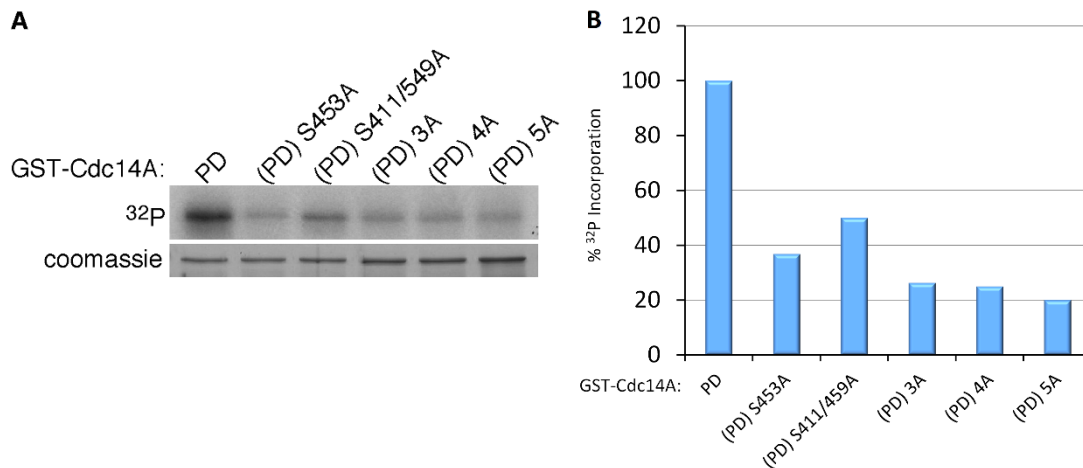 A
GST-Cdc14A:
PD
(PD) S453A
(PD) S411/549A
(PD) 3A
(PD) 4A
(PD) 5A
32P
coomassie
B
120
100
80
60
40
20
0
% 32P Incorporation
GST-Cdc14A:
PD
(PD) S453A
(PD) S411/459A
(PD) 3A
(PD) 4A
(PD) 5A